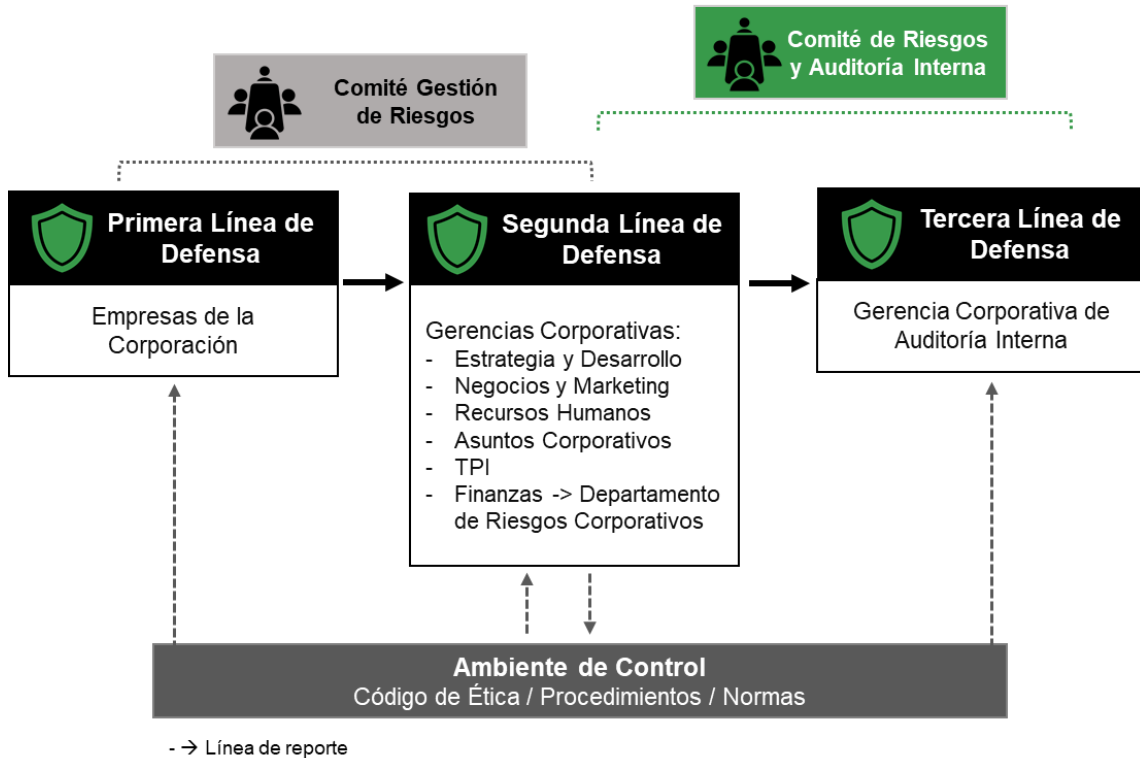 Comité de Riesgos
y Auditoría Interna
Comité Gestión
de Riesgos
Primera Línea de
Defensa
Empresas de la
Corporación
Segunda Línea de
Defensa
Gerencias Corporativas:
- Estrategia y Desarrollo
- Negocios y Marketing
- Recursos Humanos
- Asuntos Corporativos
- TPI
- Finanzas -> Departamento
de Riesgos Corporativos
Tercera Línea de
Defensa
Gerencia Corporativa de
Auditoría Interna
Ambiente de Control
Código de Ética / Procedimientos / Normas
- → Línea de reporte